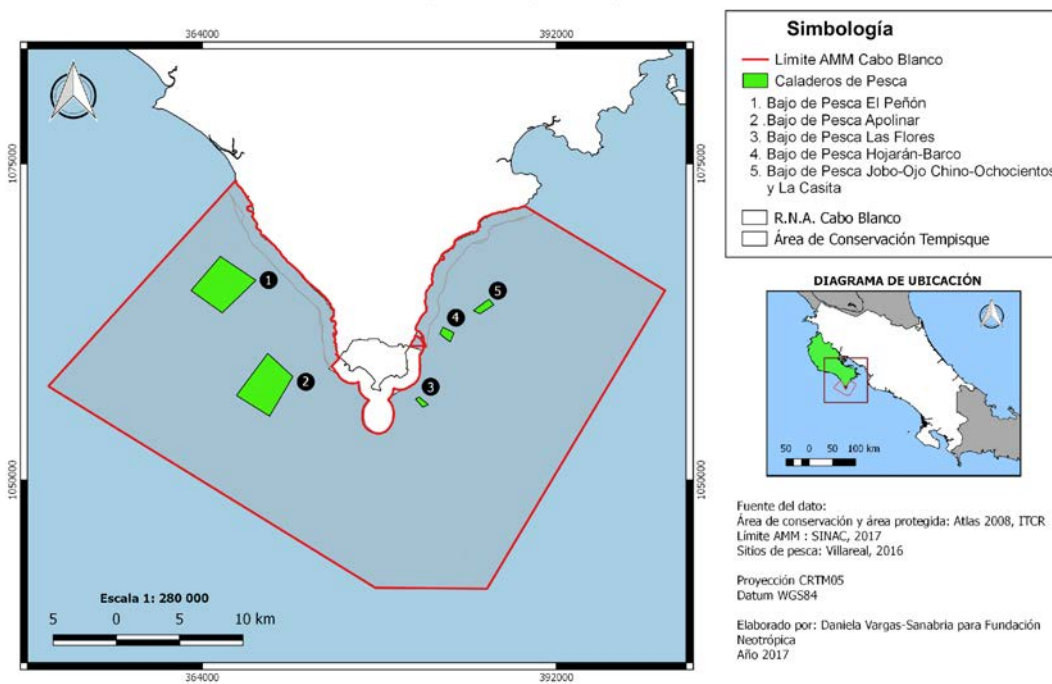 364000
392000
1075000
1075000
1050000
1050000
1
2
3
4
5
Escala 1: 280 000
5 0 5 10 km
364000
392000
Simbología
Límite AMM Cabo Blanco
Caladeros de Pesca
1. Bajo de Pesca El Peñón
2 .Bajo de Pesca Apolinar
3. Bajo de Pesca Las Flores
4. Bajo de Pesca Hojarán-Barco
5. Bajo de Pesca Jobo-Ojo Chino-Ochocientos
y La Casita
R.N.A. Cabo Blanco
Área de Conservación Tempisque
DIAGRAMA DE UBICACIÓN
50 0 50 100 km
Fuente del dato:
Área de conservación y área protegida: Atlas 2008, ITCR
Límite AMM : SINAC, 2017
Sitios de pesca: Villareal, 2016
Proyección CRTM05
Datum WGS84
Elaborado por: Daniela Vargas-Sanabria para Fundación
Neotrópica
Año 2017